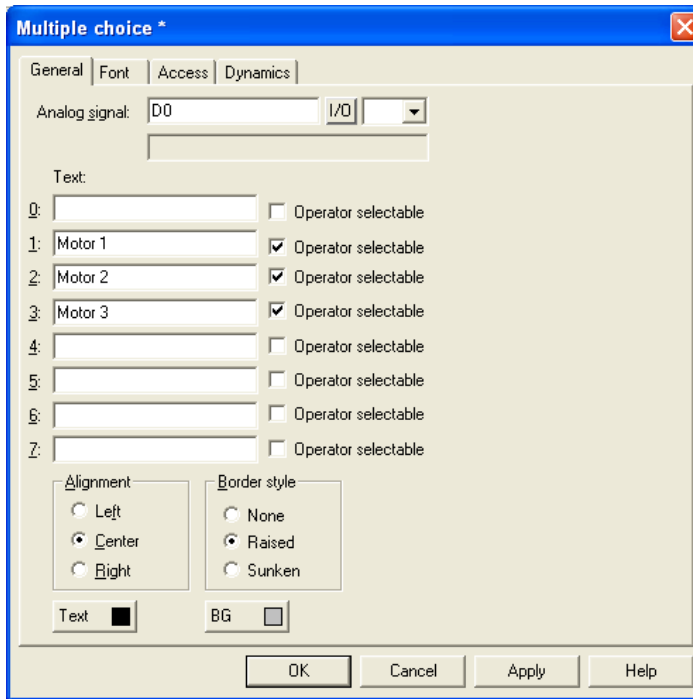 Multiple choice *
General Font Access Dynamics
Analog signal: D0 I/O
Text:
0: Operator selectable
1: Motor 1 Operator selectable
2: Motor 2 Operator selectable
3: Motor 3 Operator selectable
4: Operator selectable
5: Operator selectable
6: Operator selectable
7: Operator selectable
Alignment Border style
Left None
Center Raised
Right Sunken
Text BG
OK Cancel Apply Help